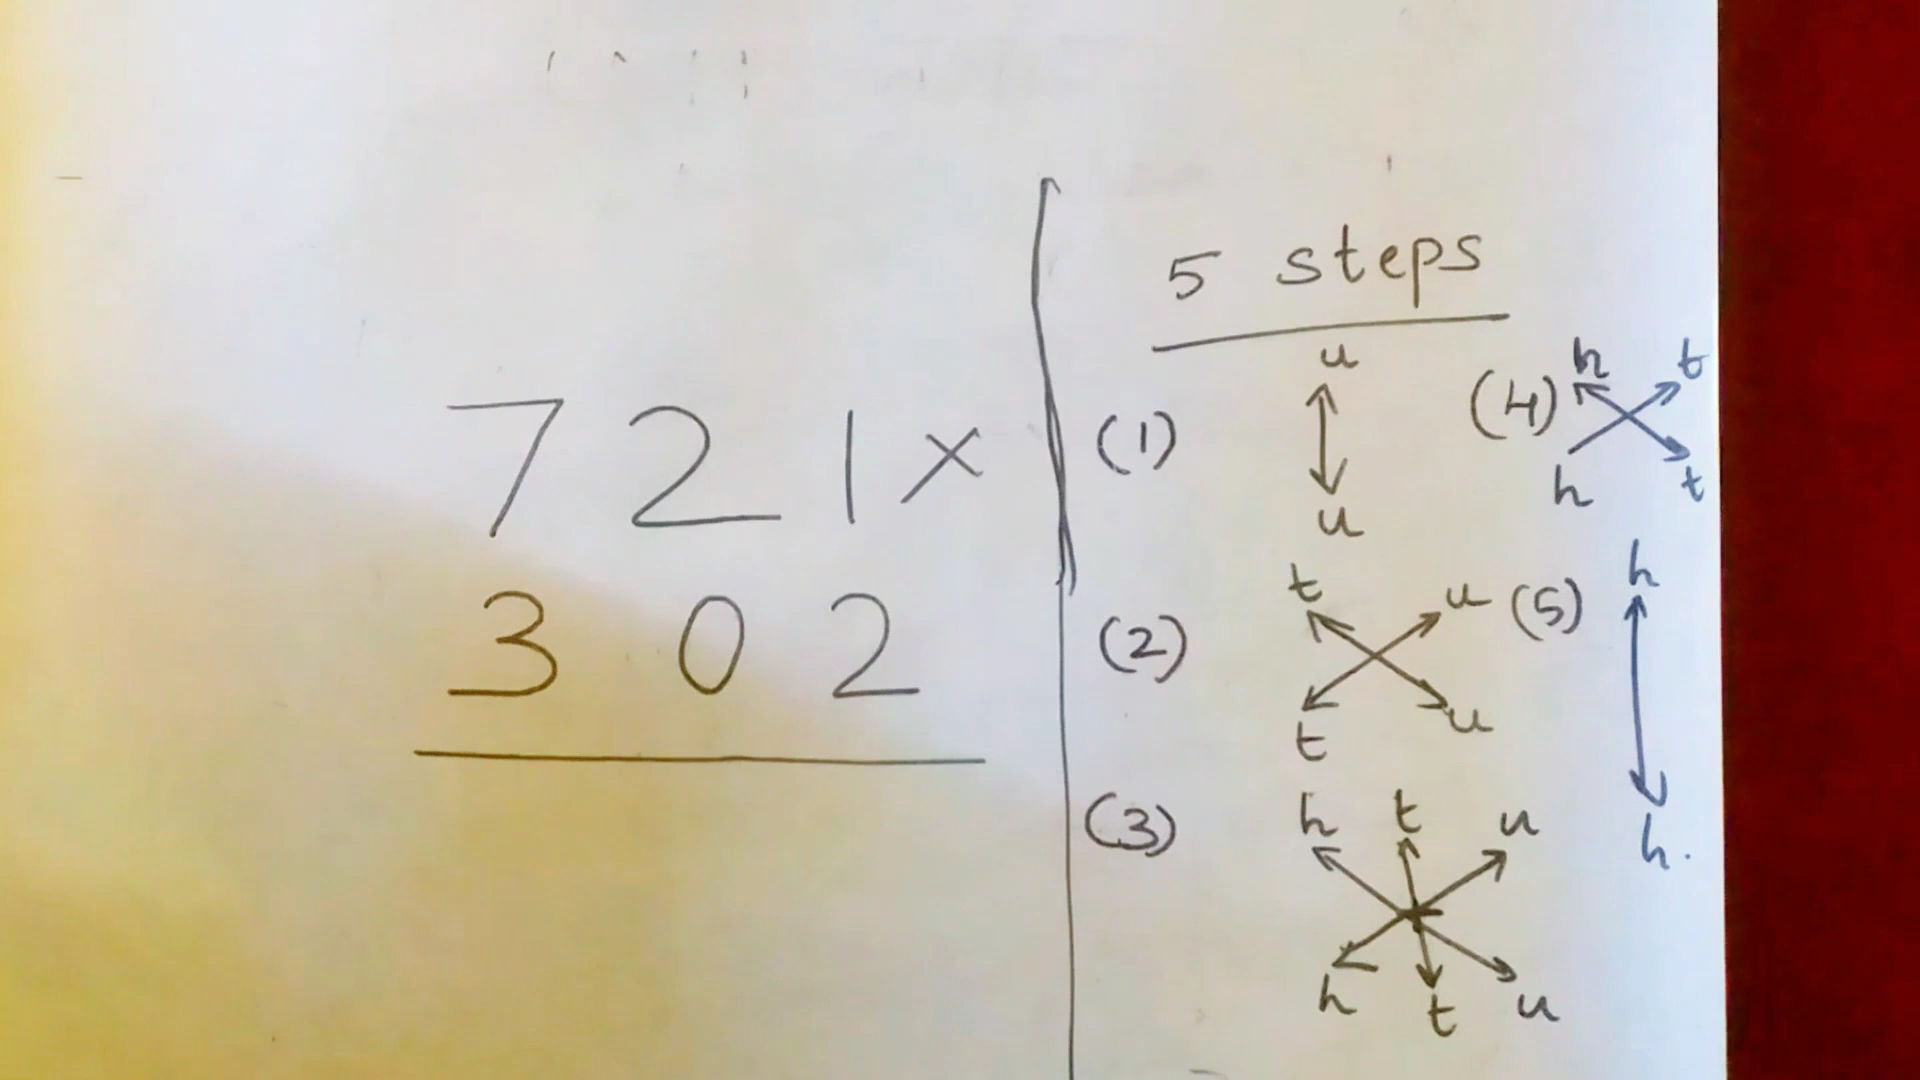 7 2 1 ×
3 0 2
5 steps
(1) u
u
(2) t u
t u
(3) h t u
h t u
(4) h t
h t
(5) h
h.